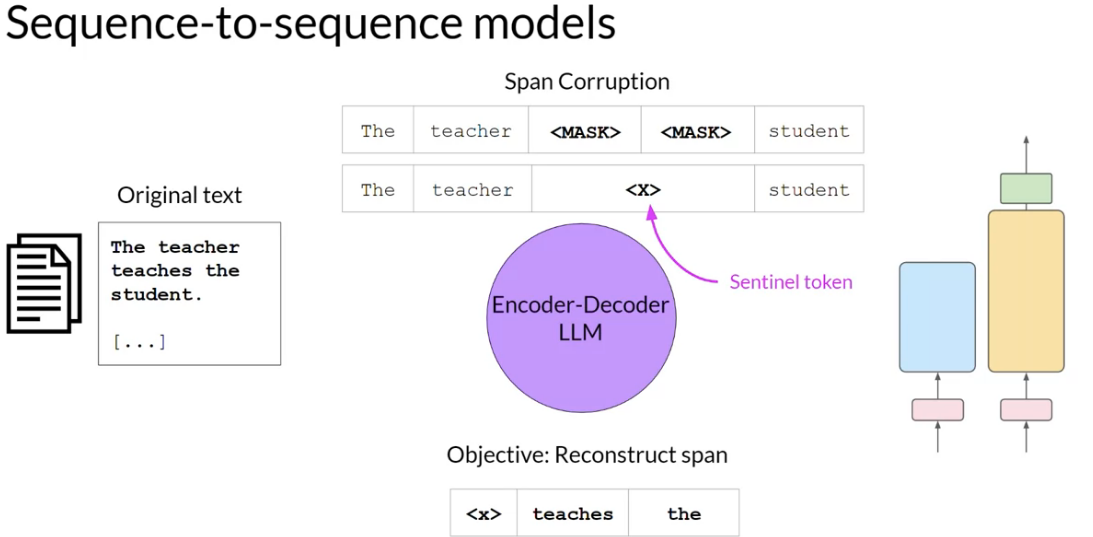 Sequence-to-sequence models
Span Corruption
The teacher <MASK> <MASK> student
The teacher <X> student
Original text
The teacher
teaches the
student.
[...]
Sentinel token
Encoder-Decoder
LLM
Objective: Reconstruct span
<x> teaches the